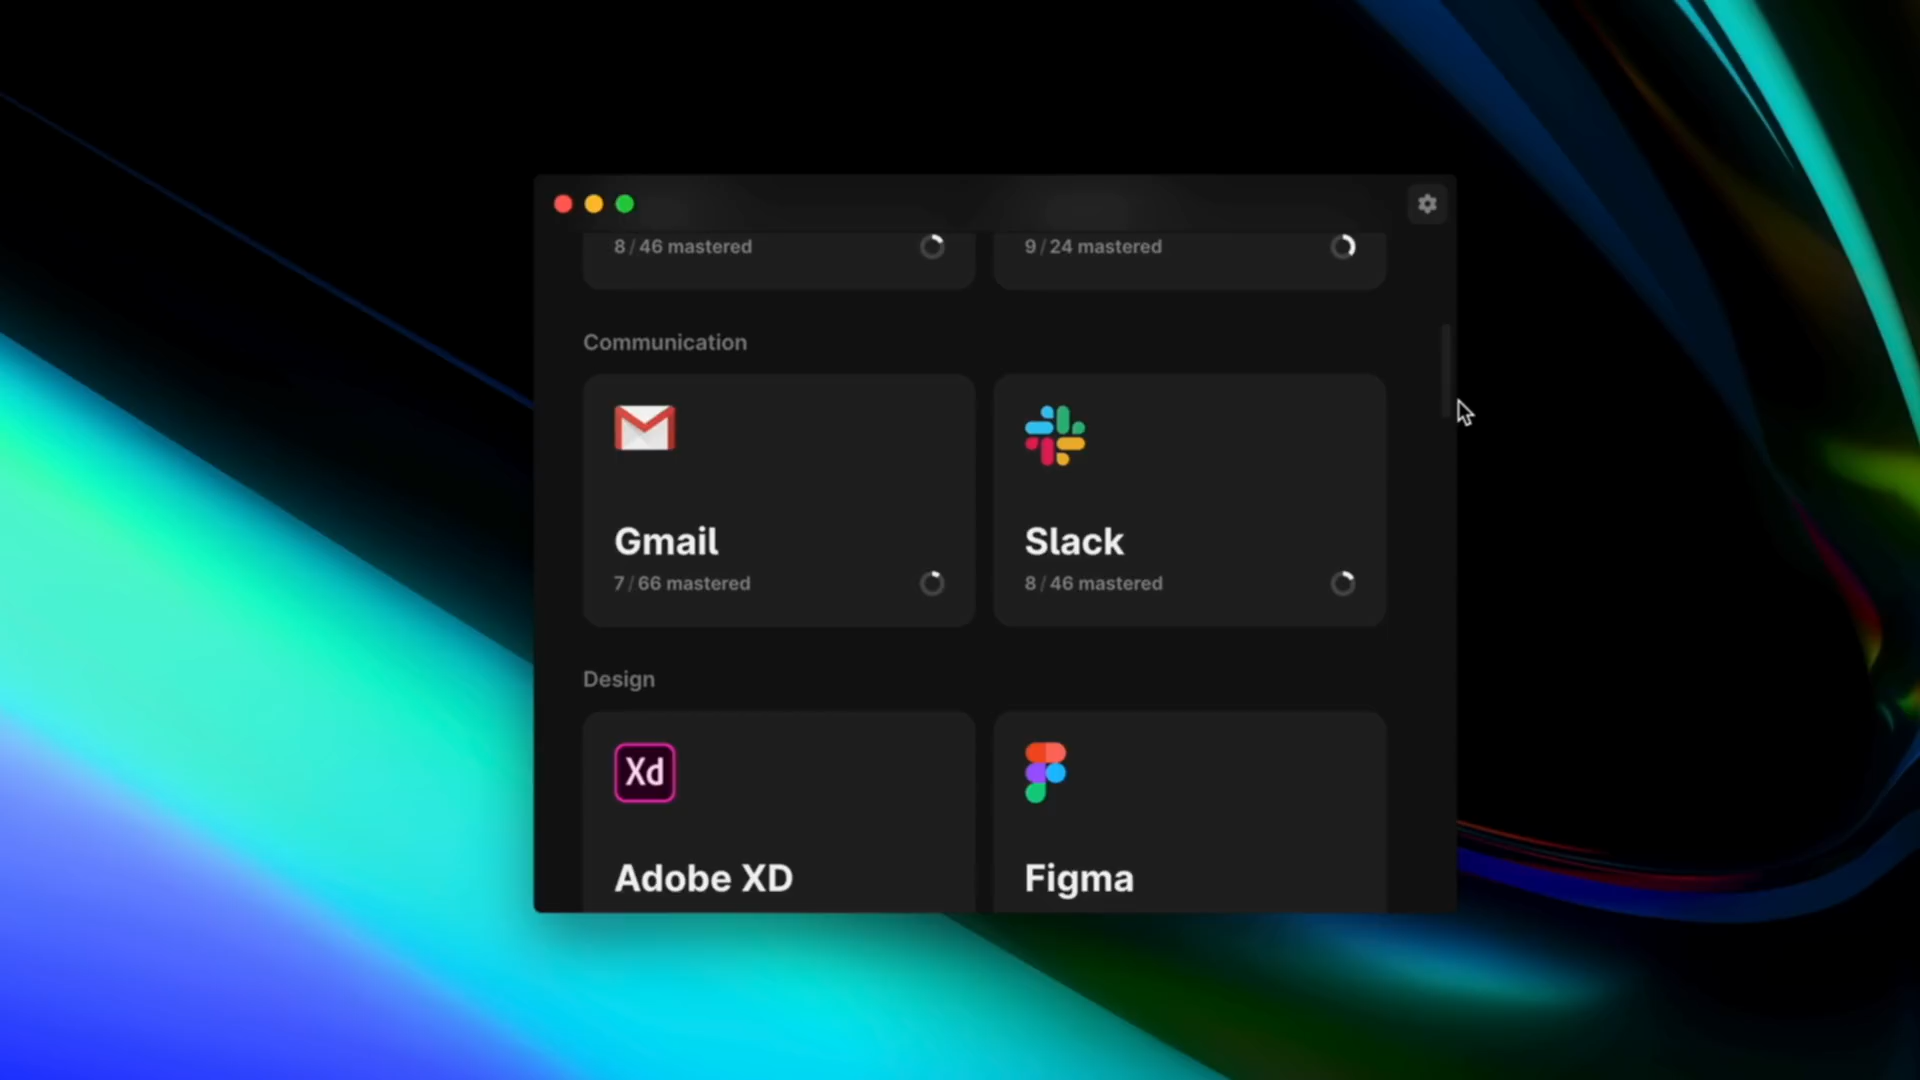 8 / 46 mastered
9 / 24 mastered
Communication
Gmail
7 / 66 mastered
Slack
8 / 46 mastered
Design
Xd
Adobe XD
Figma